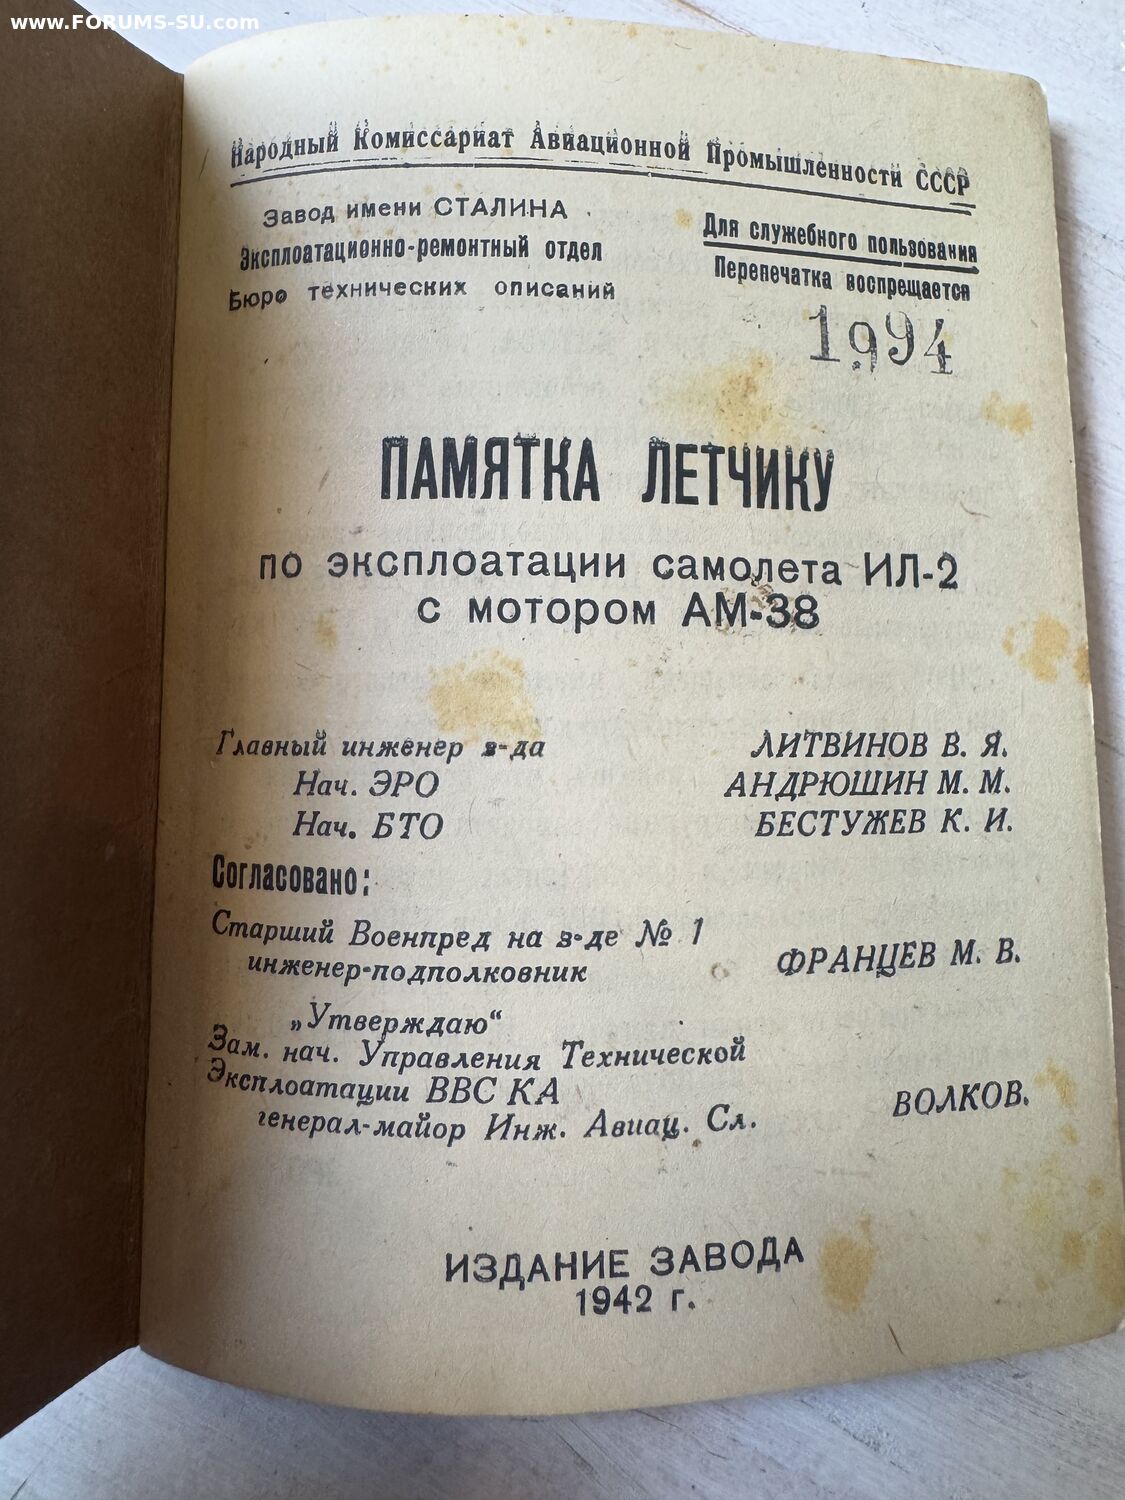 www.FORUMS-SU.com
Народный Комиссариат Авиационной Промышленности СССР
Завод имени СТАЛИНА
Эксплоатационно-ремонтный отдел
Бюро технических описаний
Для служебного пользования
Перепечатка воспрещается
1994
ПАМЯТКА ЛЕТЧИКУ
по эксплоатации самолета ИЛ-2
с мотором АМ-38
Главный инженер з-да ЛИТВИНОВ В. Я.
Нач. ЭРО АНДРЮШИН М. М.
Нач. БТО БЕСТУЖЕВ К. И.
Согласовано:
Старший Военпред на з-де № 1
инженер-подполковник ФРАНЦЕВ М. В.
„Утверждаю“
Зам. нач. Управления Технической
Эксплоатации ВВС КА
генерал-майор Инж. Авиац. Сл. ВОЛКОВ.
ИЗДАНИЕ ЗАВОДА
1942 г.